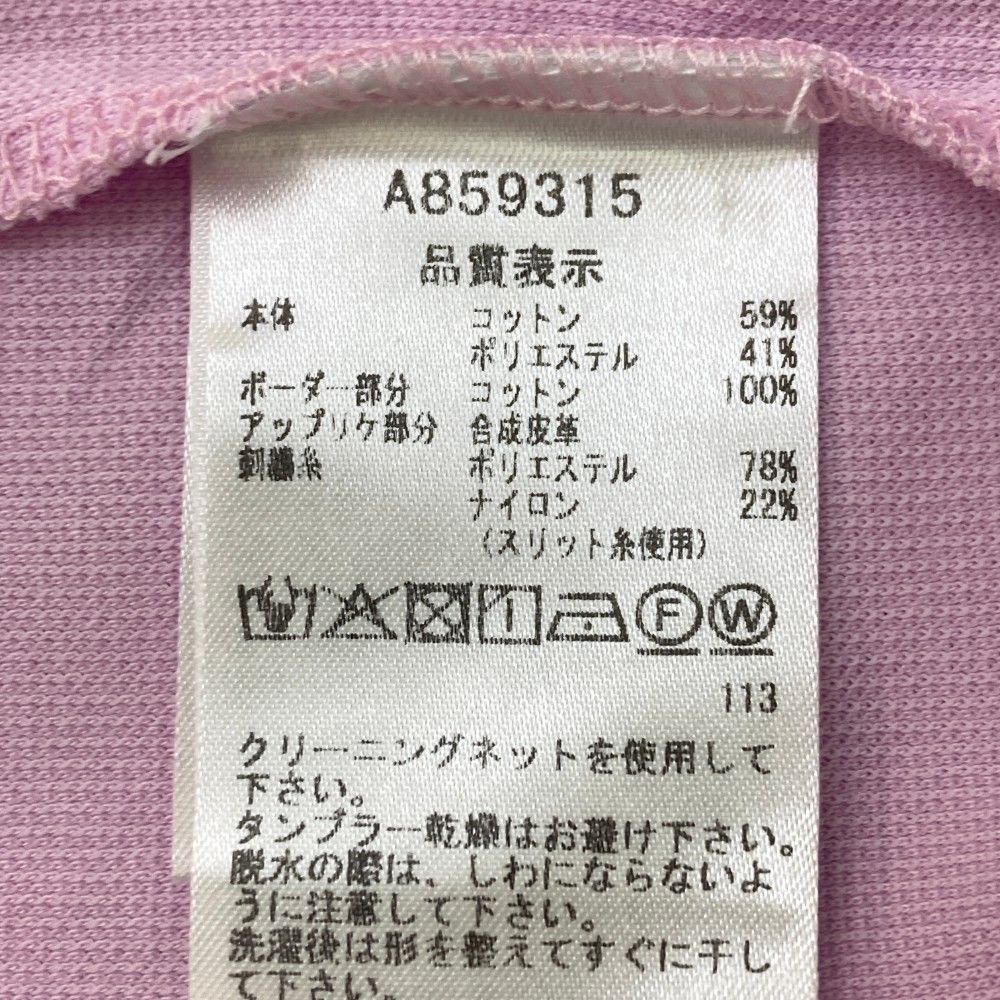 A859315
品質表示
本体 コットン 59%
ポリエステル 41%
ボーダー部分 コットン 100%
アップリケ部分 合成皮革
刺繍糸 ポリエステル 78%
ナイロン 22%
(スリット糸使用)
F W
113
クリーニングネットを使用して
下さい。
タンブラー乾燥はお避け下さい。
脱水の際は、しわにならないよ
うに注意して下さい。
洗濯後は形を整えてすぐに干し
て下さい。